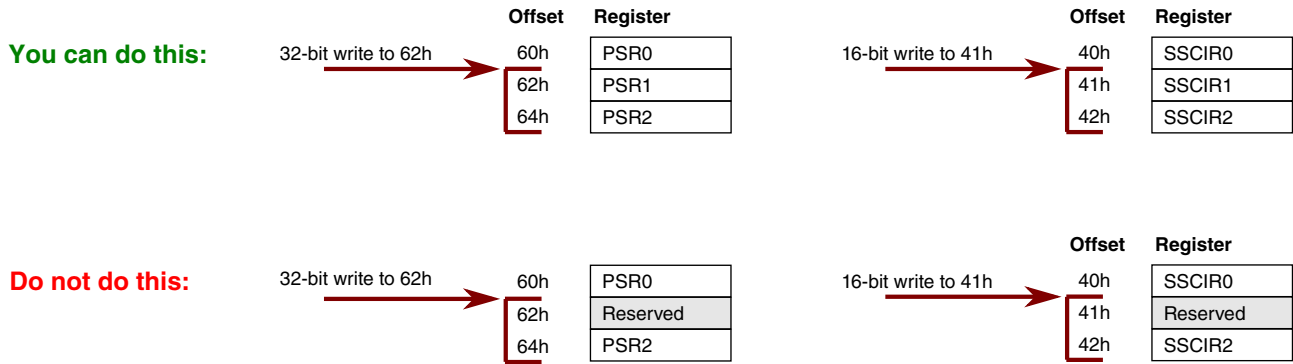 Offset Register Offset Register
You can do this: 32-bit write to 62h 60h PSR0 16-bit write to 41h 40h SSCIR0
62h PSR1 41h SSCIR1
64h PSR2 42h SSCIR2
Offset Register
Do not do this: 32-bit write to 62h 60h PSR0 16-bit write to 41h 40h SSCIR0
62h Reserved 41h Reserved
64h PSR2 42h SSCIR2